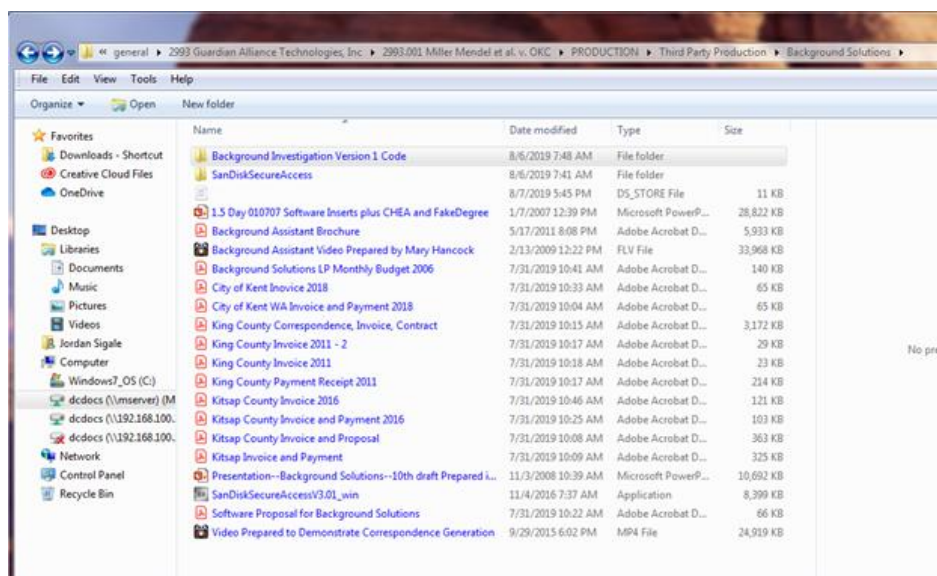 « general ▸ 2993 Guardian Alliance Technologies, Inc ▸ 2993.001 Miller Mendel et al. v. OKC ▸ PRODUCTION ▸ Third Party Production ▸ Background Solutions ▸
File Edit View Tools Help
Organize Open New folder
Favorites
Downloads - Shortcut
Creative Cloud Files
OneDrive
Desktop
Libraries
Documents
Music
Pictures
Videos
Jordan Sigale
Computer
Windows7_OS (C:)
dcdocs (\\mserver) (M
dcdocs (\\192.168.100.
dcdocs (\\192.168.100.
Network
Control Panel
Recycle Bin
Name Date modified Type Size
Background Investigation Version 1 Code 8/6/2019 7:48 AM File folder
SanDiskSecureAccess 8/6/2019 7:41 AM File folder
8/7/2019 5:45 PM DS_STORE File 11 KB
1.5 Day 010707 Software Inserts plus CHEA and FakeDegree 1/7/2007 12:39 PM Microsoft PowerP... 28,822 KB
Background Assistant Brochure 5/17/2011 8:08 PM Adobe Acrobat D... 5,933 KB
Background Assistant Video Prepared by Mary Hancock 2/13/2009 12:22 PM FLV File 33,968 KB
Background Solutions LP Monthly Budget 2006 7/31/2019 10:41 AM Adobe Acrobat D... 140 KB
City of Kent Inovice 2018 7/31/2019 10:33 AM Adobe Acrobat D... 65 KB
City of Kent WA Invoice and Payment 2018 7/31/2019 10:04 AM Adobe Acrobat D... 65 KB
King County Correspondence, Invoice, Contract 7/31/2019 10:15 AM Adobe Acrobat D... 3,172 KB
King County Invoice 2011 - 2 7/31/2019 10:17 AM Adobe Acrobat D... 29 KB
King County Invoice 2011 7/31/2019 10:18 AM Adobe Acrobat D... 23 KB
King County Payment Receipt 2011 7/31/2019 10:17 AM Adobe Acrobat D... 214 KB
Kitsap County Invoice 2016 7/31/2019 10:46 AM Adobe Acrobat D... 121 KB
Kitsap County Invoice and Payment 2016 7/31/2019 10:25 AM Adobe Acrobat D... 103 KB
Kitsap County Invoice and Proposal 7/31/2019 10:08 AM Adobe Acrobat D... 363 KB
Kitsap Invoice and Payment 7/31/2019 10:09 AM Adobe Acrobat D... 325 KB
Presentation--Background Solutions--10th draft Prepared i... 11/3/2008 10:39 AM Microsoft PowerP... 10,692 KB
SanDiskSecureAccessV3.01_win 11/4/2016 7:37 AM Application 8,399 KB
Software Proposal for Background Solutions 7/31/2019 10:22 AM Adobe Acrobat D... 66 KB
Video Prepared to Demonstrate Correspondence Generation 9/29/2015 6:02 PM MP4 File 24,919 KB
No pre